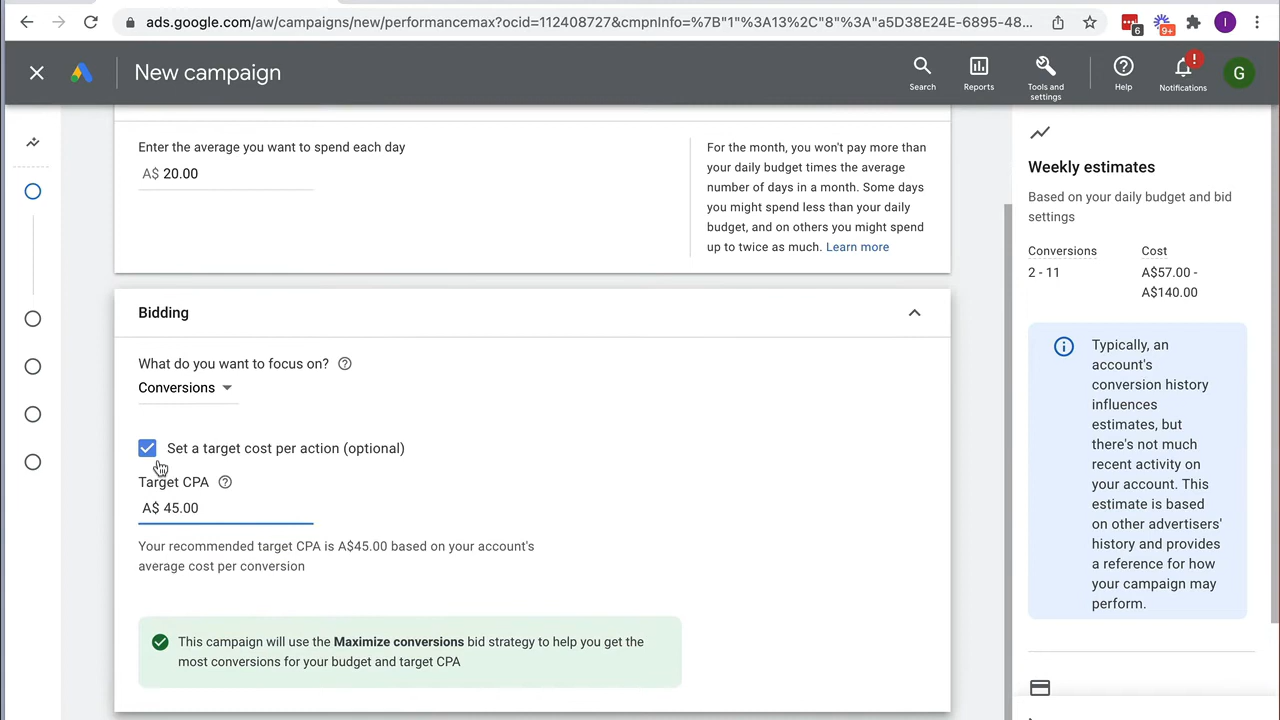 ads.google.com/aw/campaigns/new/performancemax?ocid=112408727&cmpnInfo=%7B"1"%3A13%2C"8"%3A"a5D38E24E-6895-48...
6
9+
I
New campaign
Search
Reports
Tools and
settings
Help
!
Notifications
G
Enter the average you want to spend each day
A$ 20.00
For the month, you won't pay more than
your daily budget times the average
number of days in a month. Some days
you might spend less than your daily
budget, and on others you might spend
up to twice as much. Learn more
Bidding
What do you want to focus on? ?
Conversions
Set a target cost per action (optional)
Target CPA ?
A$ 45.00
Your recommended target CPA is A$45.00 based on your account's
average cost per conversion
This campaign will use the Maximize conversions bid strategy to help you get the
most conversions for your budget and target CPA
Weekly estimates
Based on your daily budget and bid
settings
Conversions
2 - 11
Cost
A$57.00 -
A$140.00
Typically, an
account's
conversion history
influences
estimates, but
there's not much
recent activity on
your account. This
estimate is based
on other advertisers'
history and provides
a reference for how
your campaign may
perform.